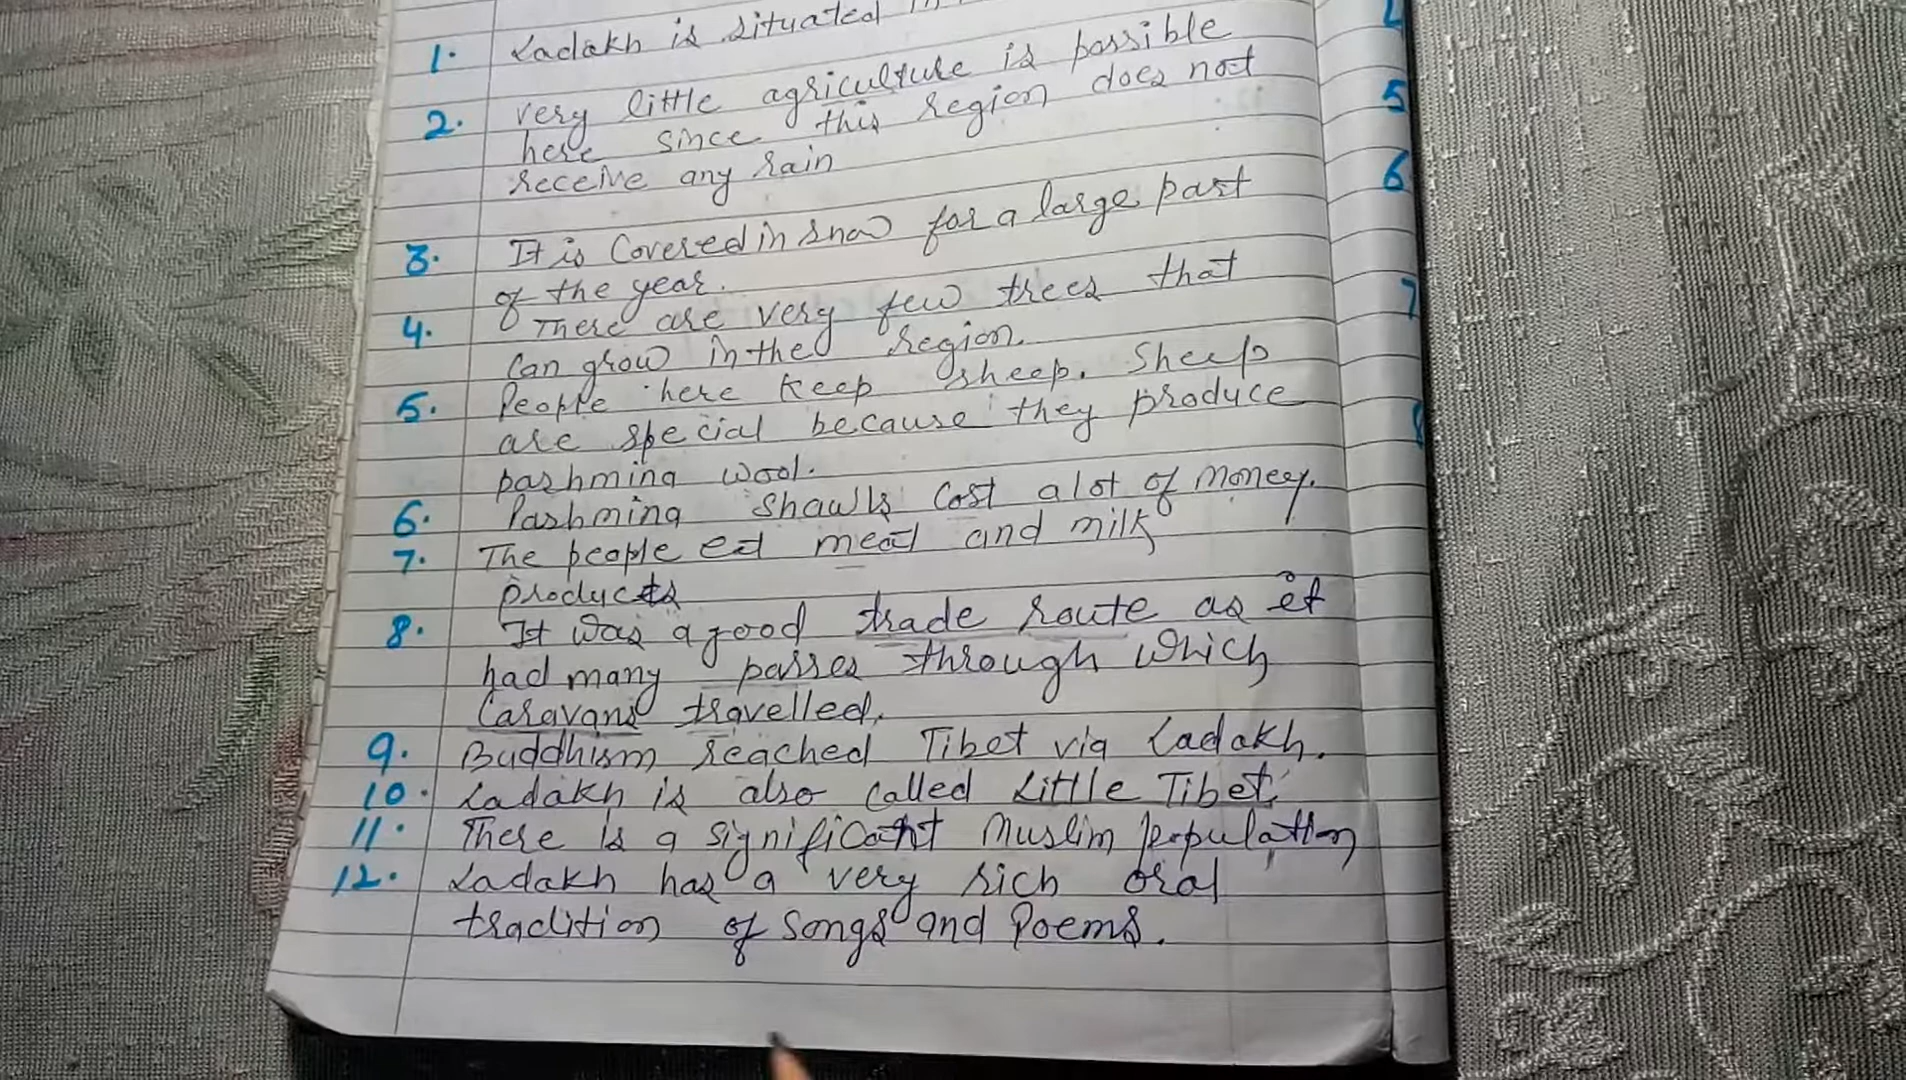 1. Ladakh is situated
2. very little agriculture is possible
here since this region does not
receive any rain
3. It is Covered in snow for a large part
of the year.
4. There are very few trees that
can grow in the region.
5. People here keep sheep. Sheep
are special because they produce
pashmina wool.
6. Pashmina shawls cost a lot of money.
7. The people eat meat and milk
products
8. It was a good trade route as it
had many passes through which
Caravans travelled.
9. Buddhism reached Tibet via Ladakh.
10. Ladakh is also called Little Tibet.
11. There is a significant Muslim population
12. Ladakh has a very rich oral
tradition of songs and Poems.
5
6
7